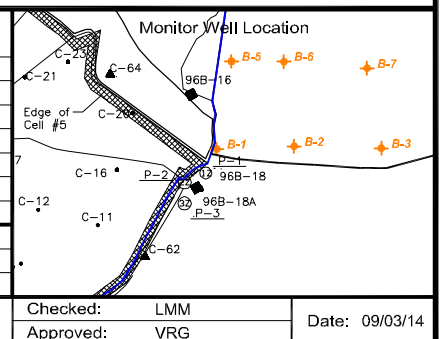 Monitor Well Location
C-23
B-5
B-6
B-7
C-64
C-21
96B-16
Edge of
Cell #5
C-20
B-1
B-2
B-3
7
P-1
C-16
P-2
96B-18
C-12
96B-18A
P-3
C-11
C-62
Checked: LMM
Date: 09/03/14
Approved: VRG